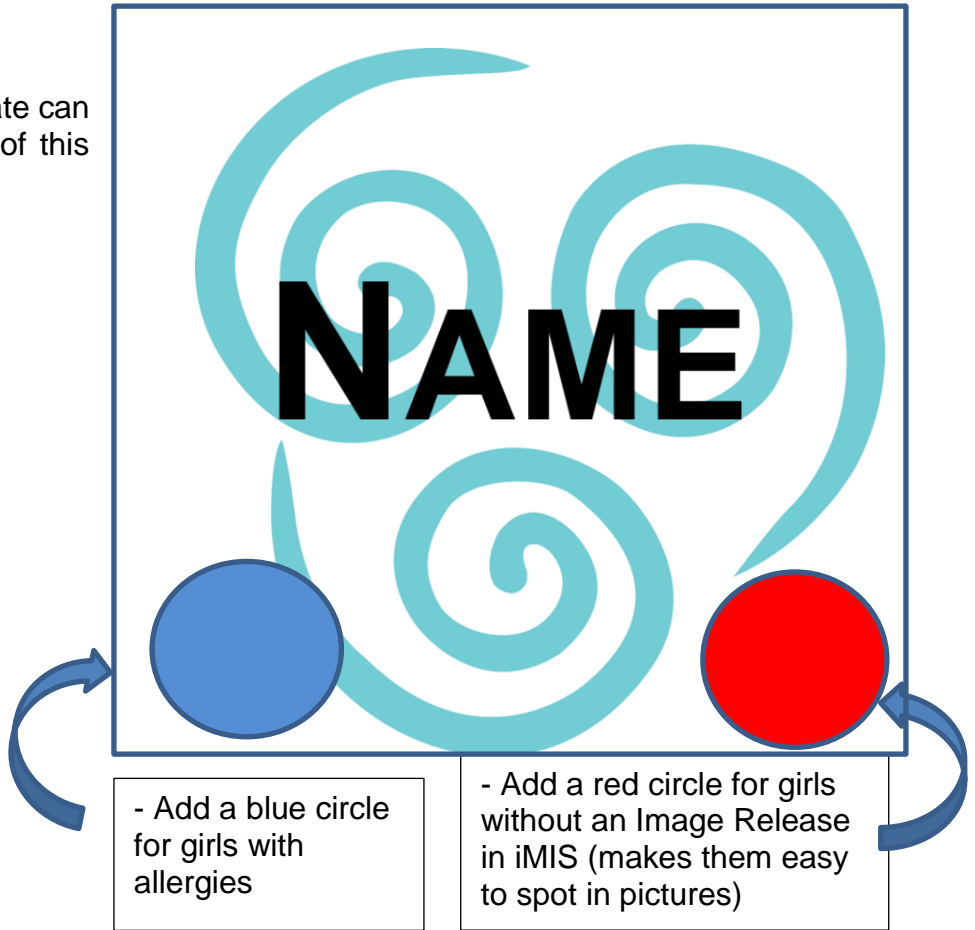 can
of this
NAME
- Add a blue circle
for girls with
allergies
- Add a red circle for girls
without an Image Release
in iMIS (makes them easy
to spot in pictures)